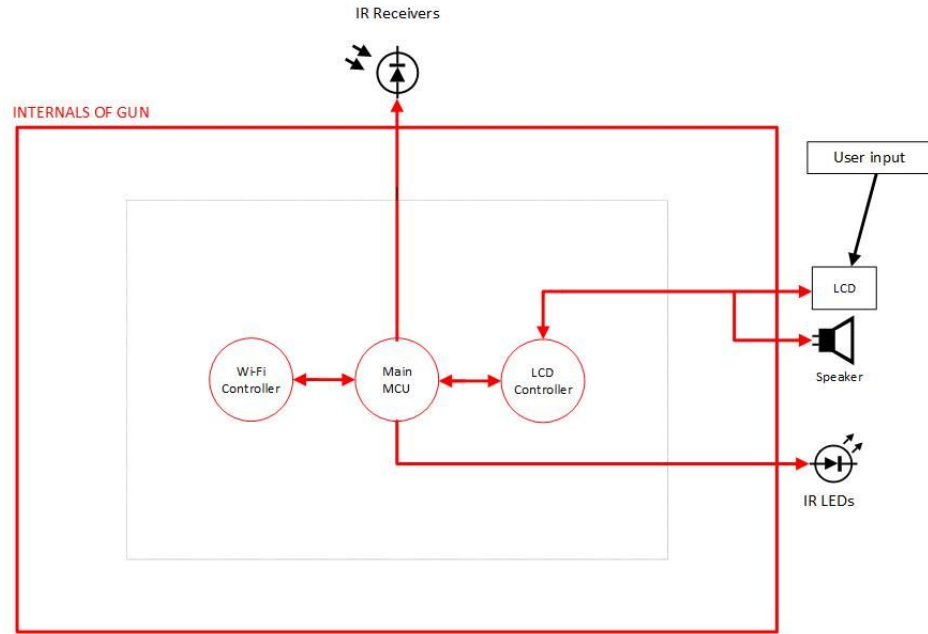 IR Receivers
INTERNALS OF GUN
User input
LCD
Speaker
Wi-Fi
Controller
Main
MCU
LCD
Controller
IR LEDs